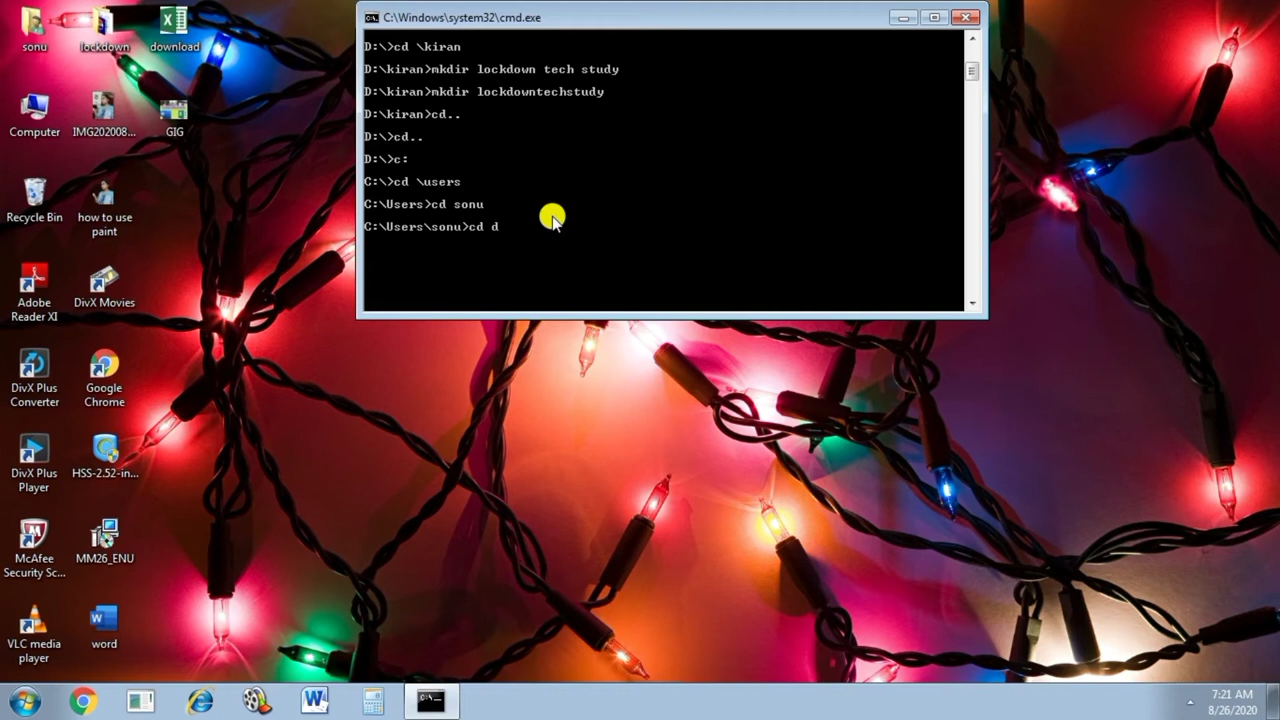 sonu
lockdown
download
Computer
IMG202008...
GIG
Recycle Bin
how to use
paint
Adobe
Reader XI
DivX Movies
DivX Plus
Converter
Google
Chrome
DivX Plus
Player
HSS-2.52-in...
McAfee
Security Sc...
MM26_ENU
VLC media
player
word
C:\Windows\system32\cmd.exe
D:\>cd \kiran
D:\kiran>mkdir lockdown tech study
D:\kiran>mkdir lockdowntechstudy
D:\kiran>cd..
D:\>cd..
D:\>c:
C:\>cd \users
C:\Users>cd sonu
C:\Users\sonu>cd d
7:21 AM
8/26/2020